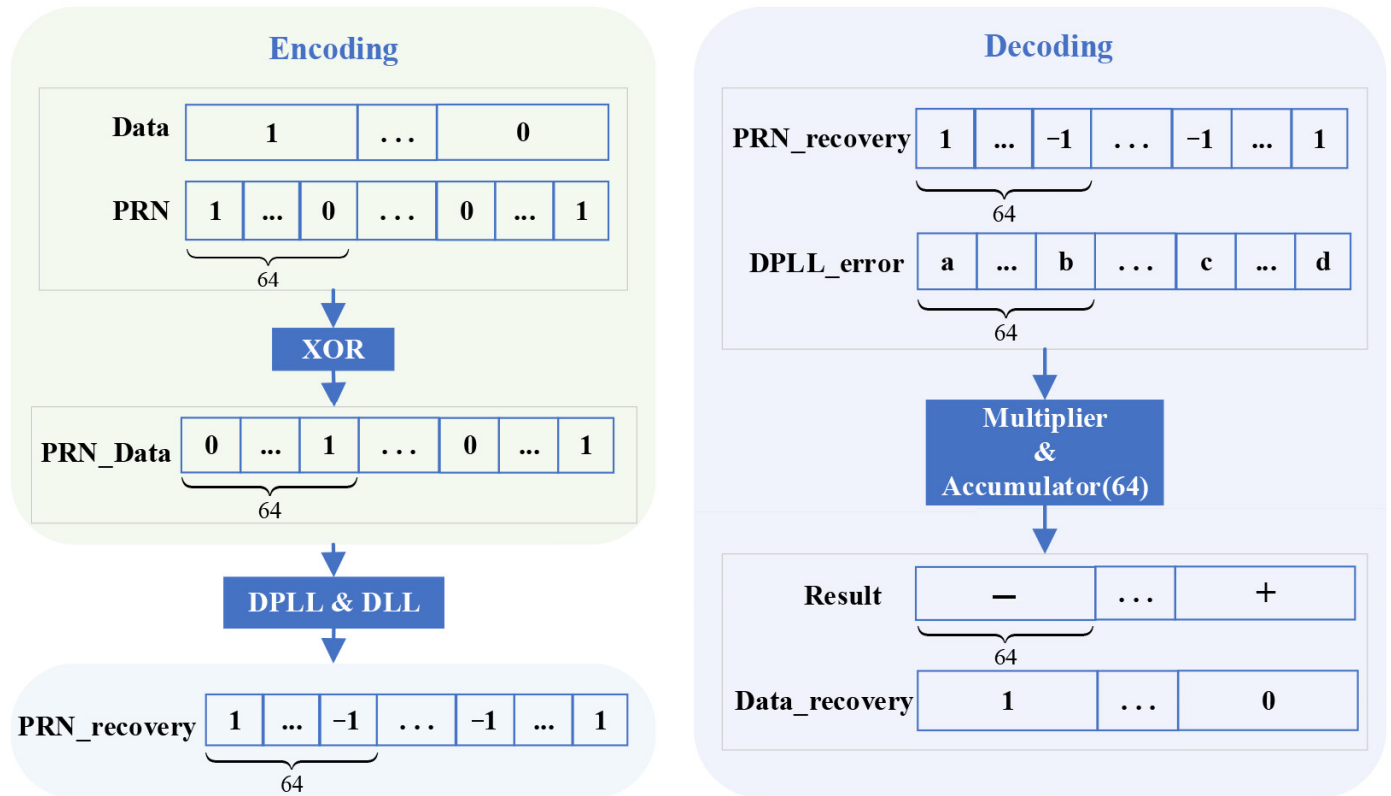 Encoding
Data 1 . . . 0
PRN 1 ... 0 . . . 0 ... 1
64
XOR
PRN_Data 0 ... 1 . . . 0 ... 1
64
DPLL & DLL
PRN_recovery 1 ... −1 . . . −1 ... 1
64
Decoding
PRN_recovery 1 ... −1 . . . −1 ... 1
64
DPLL_error a ... b . . . c ... d
64
Multiplier
&
Accumulator(64)
Result − . . . +
64
Data_recovery 1 . . . 0